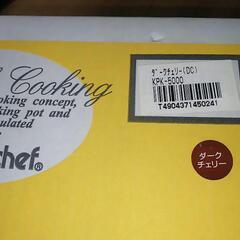 Cooking
oking concept,
king pot and
ulated
chef®
ﾀﾞｰｸﾁｪﾘｰ(DC)
KPK-5000
T4904371450241
ダーク
チェリー